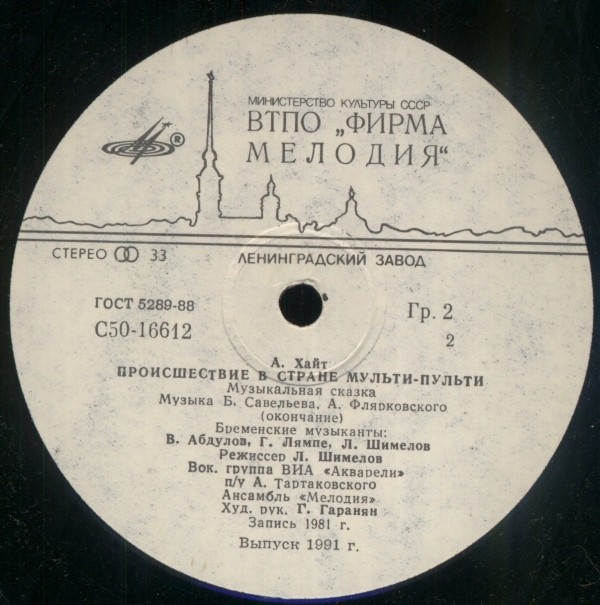 МИНИСТЕРСТВО КУЛЬТУРЫ СССР
ВТПО „ФИРМА
МЕЛОДИЯ“
®
СТЕРЕО 33
ЛЕНИНГРАДСКИЙ ЗАВОД
ГОСТ 5289-88
С50-16612
Гр. 2
2
А. Хайт
ПРОИСШЕСТВИЕ В СТРАНЕ МУЛЬТИ-ПУЛЬТИ
Музыкальная сказка
Музыка Б. Савельева, А. Флярковского
(окончание)
Бременские музыканты:
В. Абдулов, Г. Лямпе, Л. Шимелов
Режиссер Л. Шимелов
Вок. группа ВИА «Акварели»
п/у А. Тартаковского
Ансамбль «Мелодия»
Худ. рук. Г. Гаранян
Запись 1981 г.
Выпуск 1991 г.